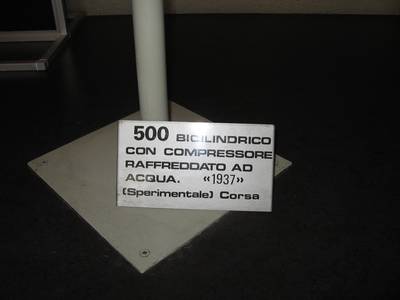 500 BICILINDRICO
CON COMPRESSORE
RAFFREDDATO AD
ACQUA. «1937»
(Sperimentale) Corsa